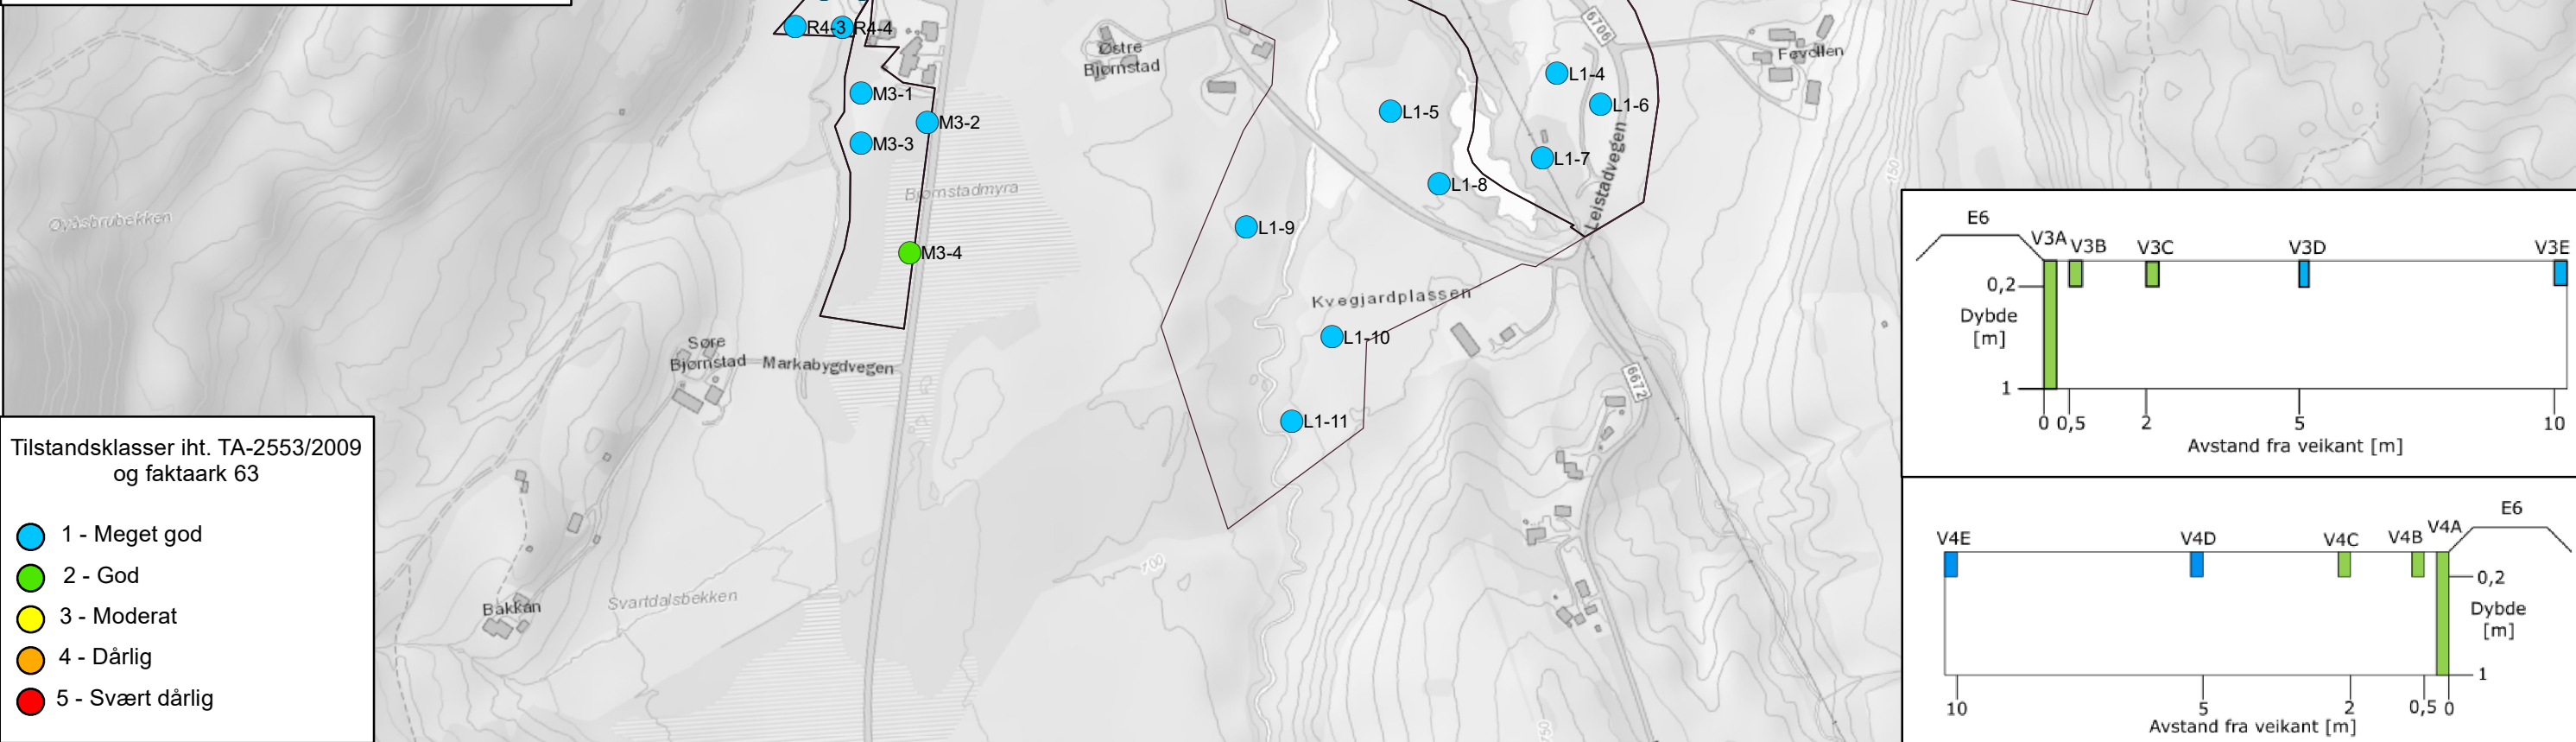 R4-3
R4-4
M3-1
M3-2
M3-3
M3-4
Bjørnstadmyra
Øyåsbrubekken
Østre
Bjørnstad
L1-4
L1-5
L1-6
L1-7
L1-8
L1-9
L1-10
L1-11
6706
Leistadvegen
Føvollen
150
Kvegjardplassen
6672
Søre
Bjørnstad
Markabygdvegen
Bakkan
Svartdalsbekken
700
750
Tilstandsklasser iht. TA-2553/2009
og faktaark 63
1 - Meget god
2 - God
3 - Moderat
4 - Dårlig
5 - Svært dårlig
E6
V3A
V3B
V3C
V3D
V3E
0,2
Dybde
[m]
1
0 0,5 2 5 10
Avstand fra veikant [m]
E6
V4E
V4D
V4C
V4B
V4A
0,2
Dybde
[m]
1
10 5 2 0,5 0
Avstand fra veikant [m]